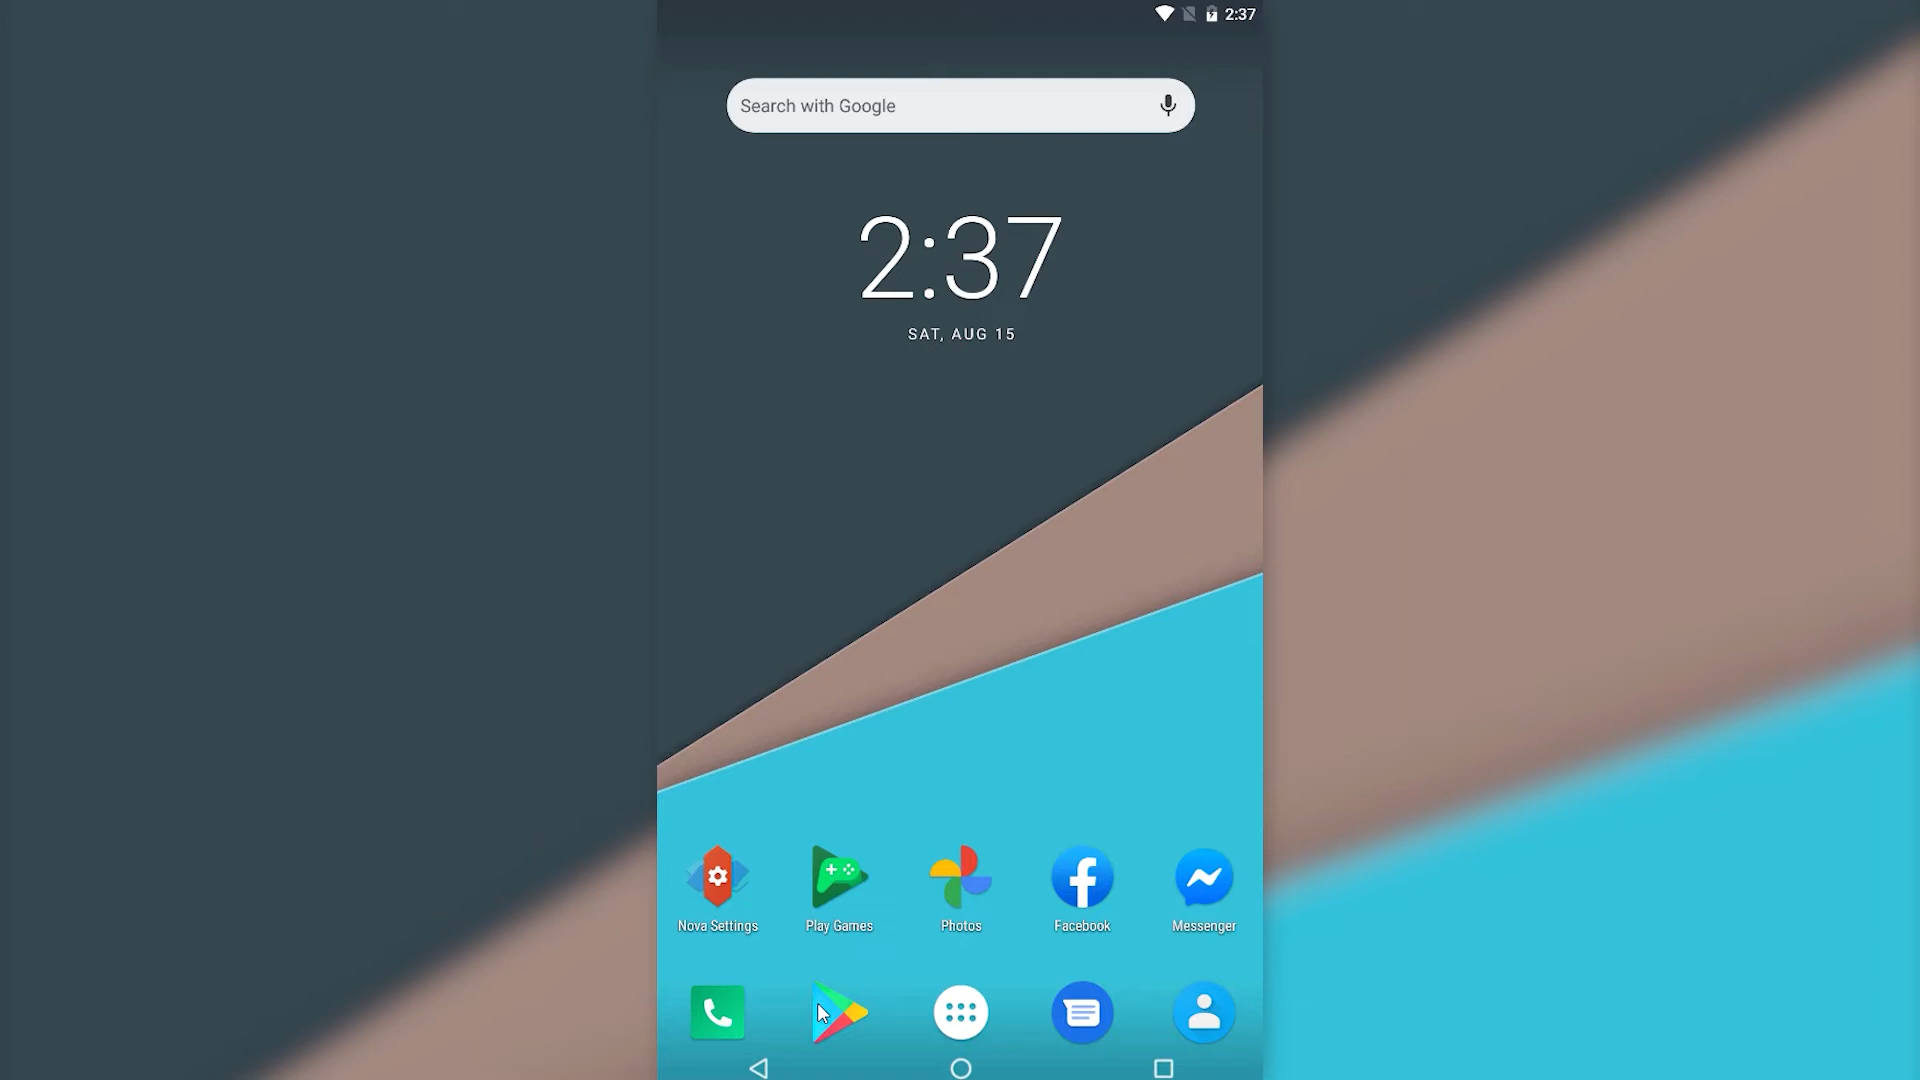 2:37
Search with Google
2:37
SAT, AUG 15
Nova Settings
Play Games
Photos
Facebook
Messenger